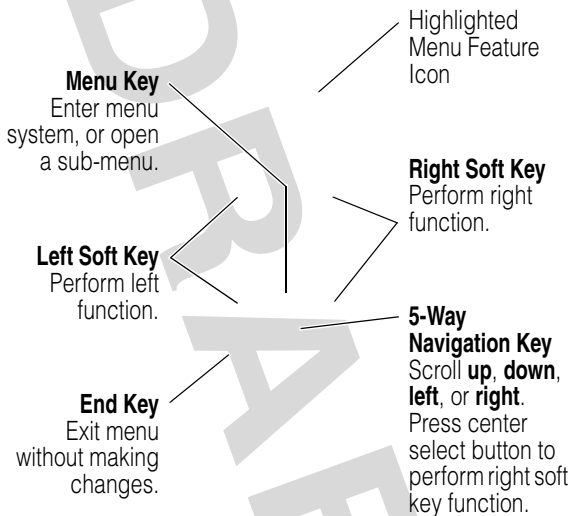 Highlighted
Menu Feature
Icon
Menu Key
Enter menu
system, or open
a sub-menu.
Right Soft Key
Perform right
function.
Left Soft Key
Perform left
function.
5-Way
Navigation Key
Scroll up, down,
left, or right.
Press center
select button to
perform right soft
key function.
End Key
Exit menu
without making
changes.
DRAF